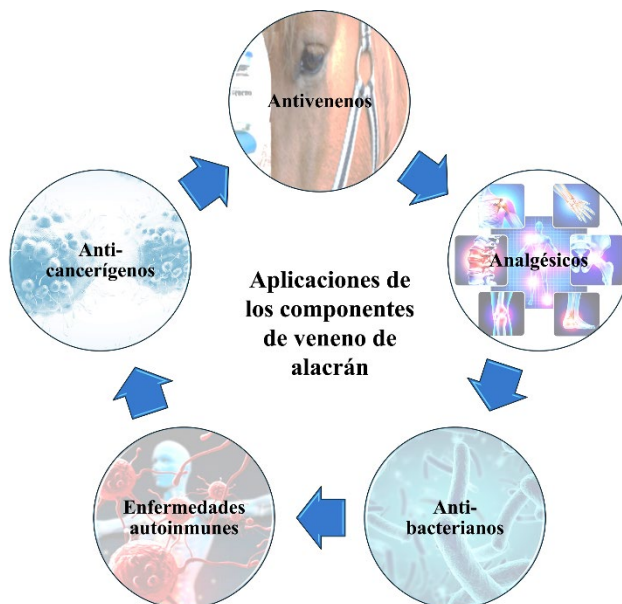 Antivenenos
Analgésicos
Anti-
bacterianos
Enfermedades
autoinmunes
Anti-
cancerígenos
Aplicaciones de
los componentes
de veneno de
alacrán